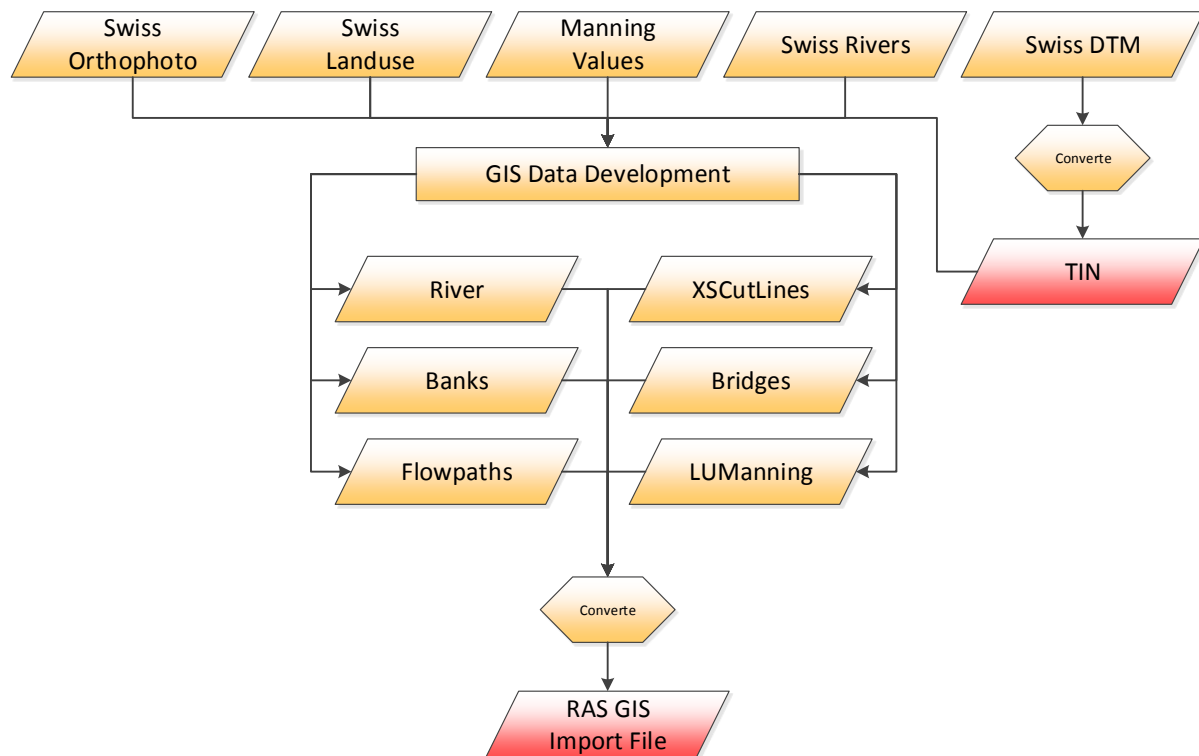 Swiss
Orthophoto
Swiss
Landuse
Manning
Values
Swiss Rivers
Swiss DTM
Converte
GIS Data Development
TIN
River
XSCutLines
Banks
Bridges
Flowpaths
LUManning
Converte
RAS GIS
Import File